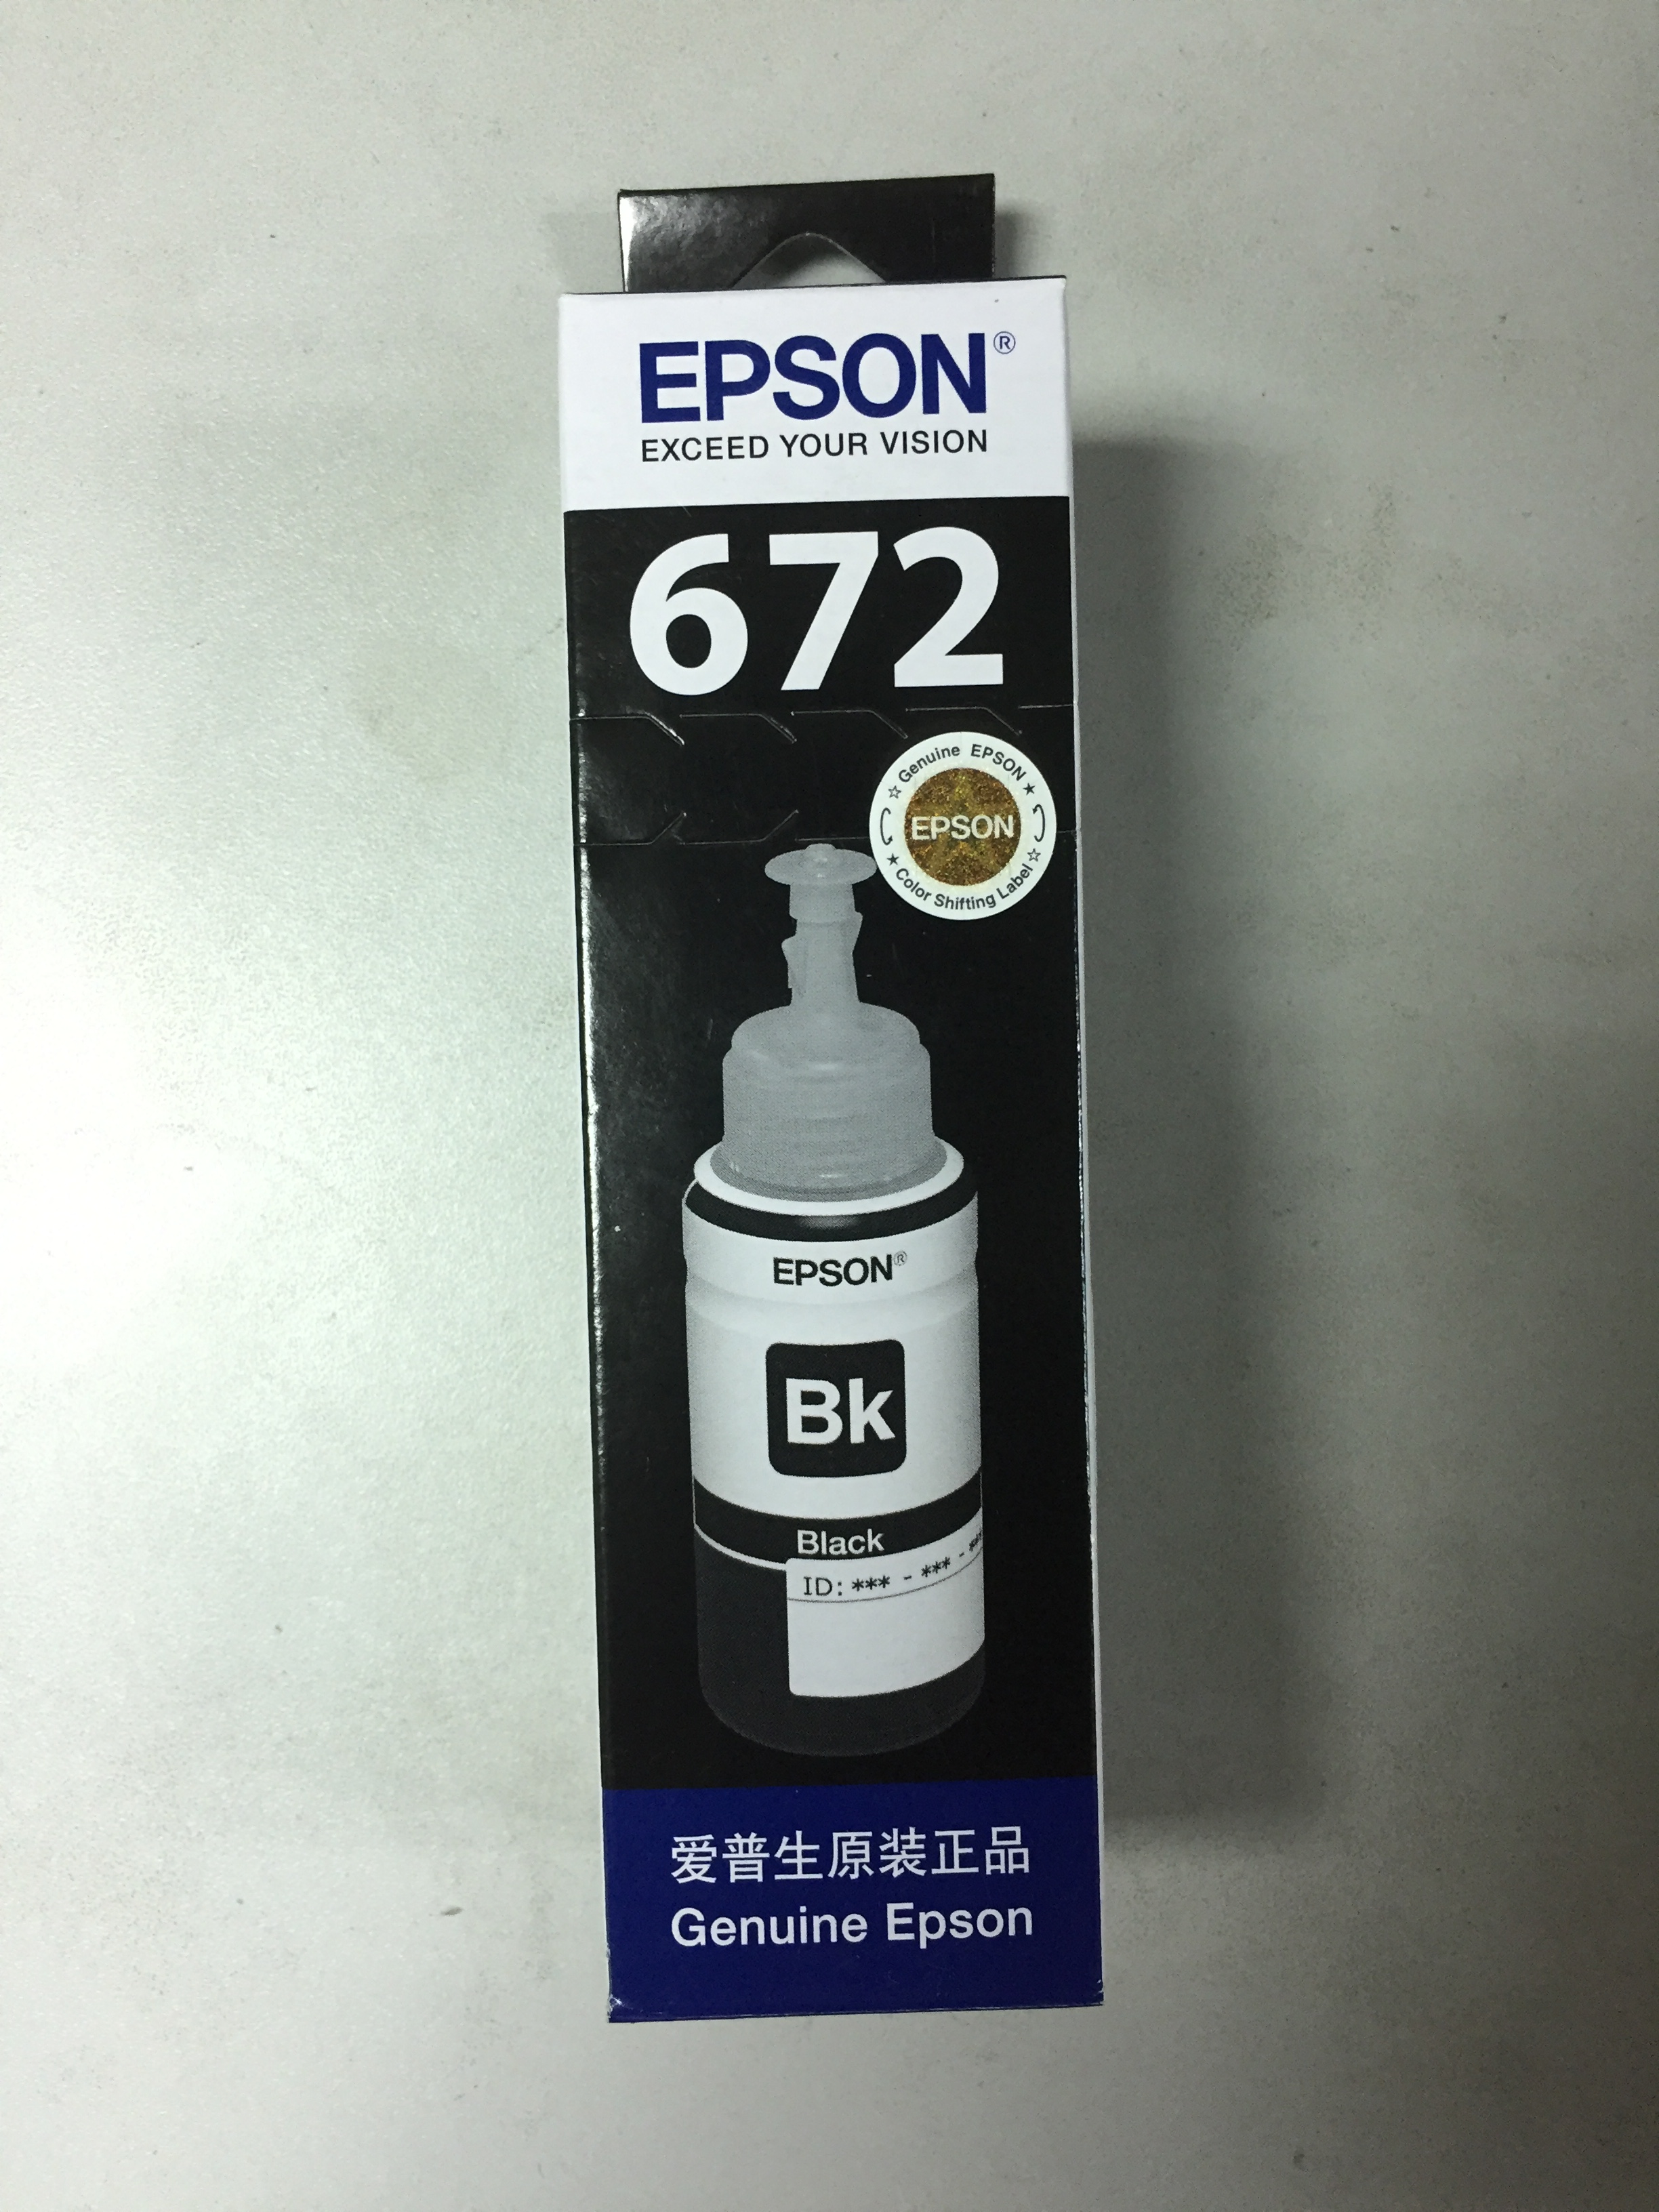 EPSON®
EXCEED YOUR VISION
672
☆ Genuine EPSON ★
EPSON
★ Color Shifting Label ☆
EPSON®
Bk
Black
ID: *** - *** - **
爱普生原装正品
Genuine Epson